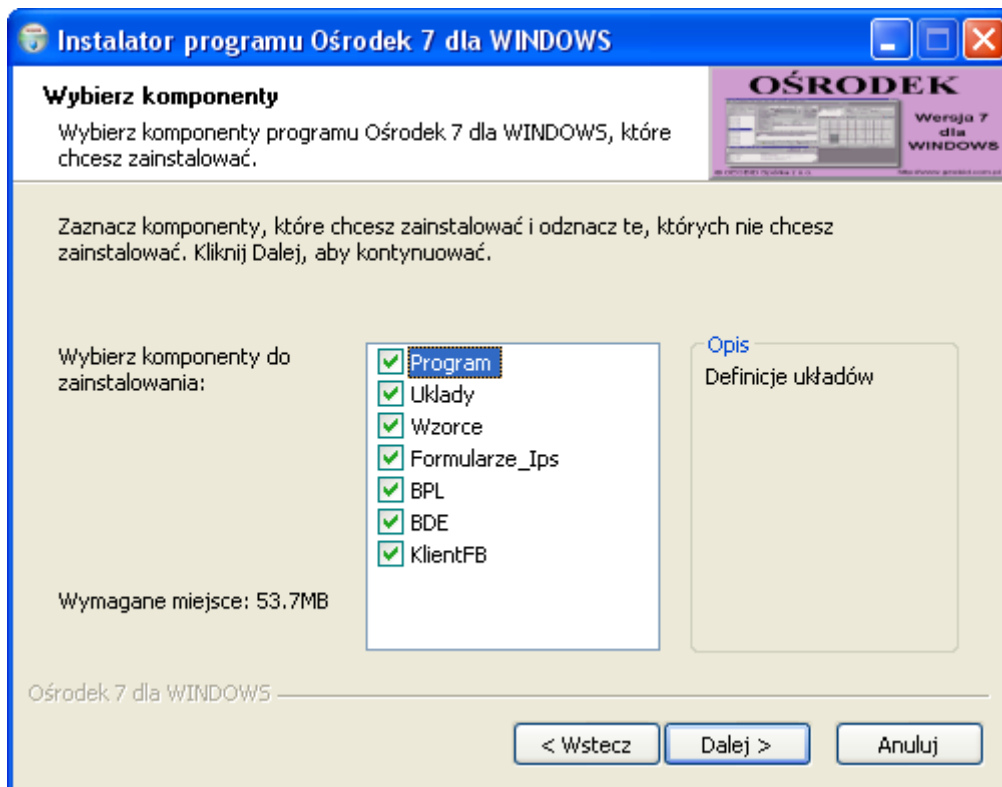 Instalator programu Ośrodek 7 dla WINDOWS
Wybierz komponenty
Wybierz komponenty programu Ośrodek 7 dla WINDOWS, które
chcesz zainstalować.
OŚRODEK
Wersja 7
dla
WINDOWS
Zaznacz komponenty, które chcesz zainstalować i odznacz te, których nie chcesz
zainstalować. Kliknij Dalej, aby kontynuować.
Wybierz komponenty do
zainstalowania:
Program
Uklady
Wzorce
Formularze_Ips
BPL
BDE
KlientFB
Opis
Definicje układów
Wymagane miejsce: 53.7MB
Ośrodek 7 dla WINDOWS
< Wstecz
Dalej >
Anuluj